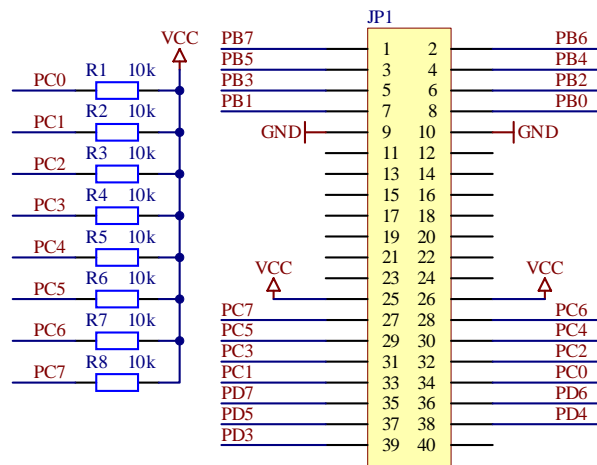 VCC
PC0 R1 10k
PC1 R2 10k
PC2 R3 10k
PC3 R4 10k
PC4 R5 10k
PC5 R6 10k
PC6 R7 10k
PC7 R8 10k
JP1
PB7 1 2 PB6
PB5 3 4 PB4
PB3 5 6 PB2
PB1 7 8 PB0
GND 9 10 GND
11 12
13 14
15 16
17 18
19 20
21 22
23 24
VCC 25 26 VCC
PC7 27 28 PC6
PC5 29 30 PC4
PC3 31 32 PC2
PC1 33 34 PC0
PD7 35 36 PD6
PD5 37 38 PD4
PD3 39 40